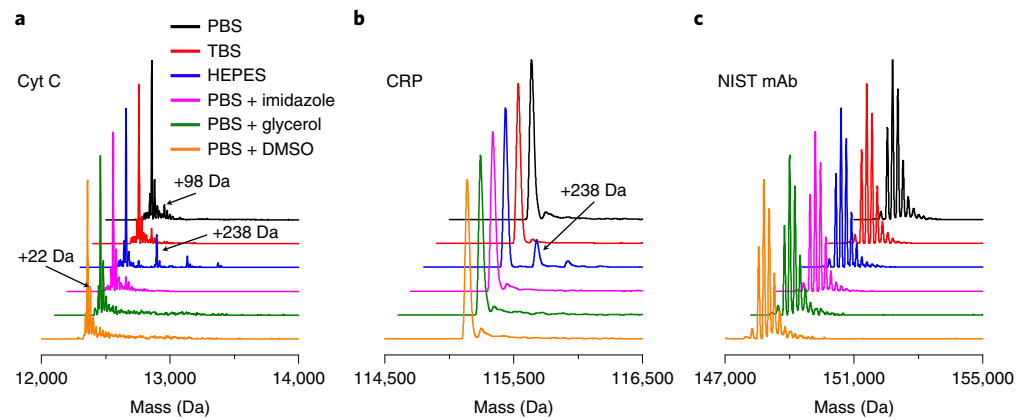 a
Cyt C
PBS
TBS
HEPES
PBS + imidazole
PBS + glycerol
PBS + DMSO
+98 Da
+238 Da
+22 Da
12,000 13,000 14,000
Mass (Da)
b
CRP
+238 Da
114,500 115,500 116,500
Mass (Da)
c
NIST mAb
147,000 151,000 155,000
Mass (Da)